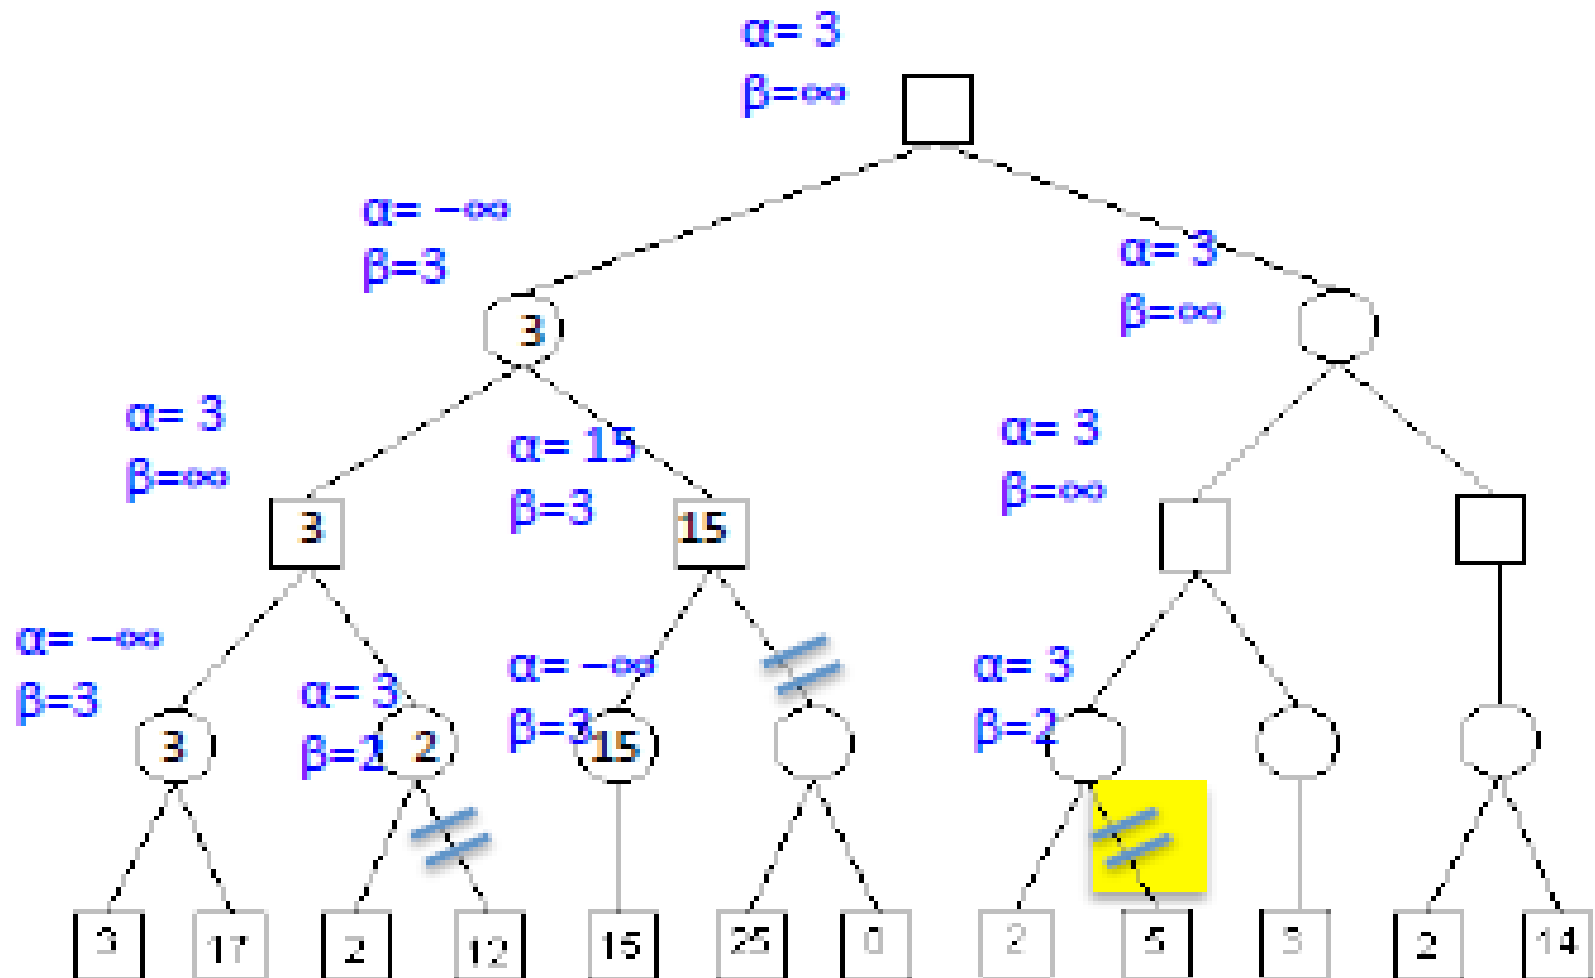 α= 3
β=∞
α= −∞
β=3
α= 3
β=∞
3
α= 3
β=∞
α= 15
β=3
α= 3
β=∞
3
15
α= −∞
β=3
α= 3
β=2
α= −∞
β=3
α= 3
β=2
3
2
15
3
17
2
12
15
25
0
2
5
3
2
14